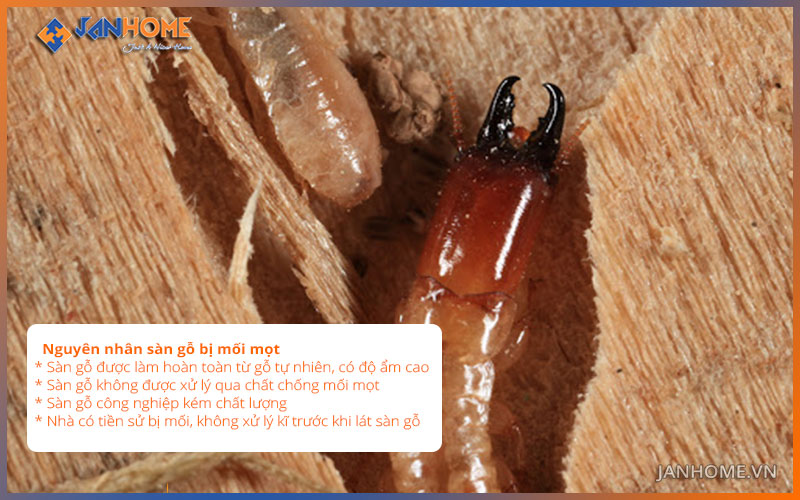 JANHOME
Just A New Home
Nguyên nhân sàn gỗ bị mối mọt
* Sàn gỗ được làm hoàn toàn từ gỗ tự nhiên, có độ ẩm cao
* Sàn gỗ không được xử lý qua chất chống mối mọt
* Sàn gỗ công nghiệp kém chất lượng
* Nhà có tiền sử bị mối, không xử lý kĩ trước khi lát sàn gỗ
JANHOME.VN